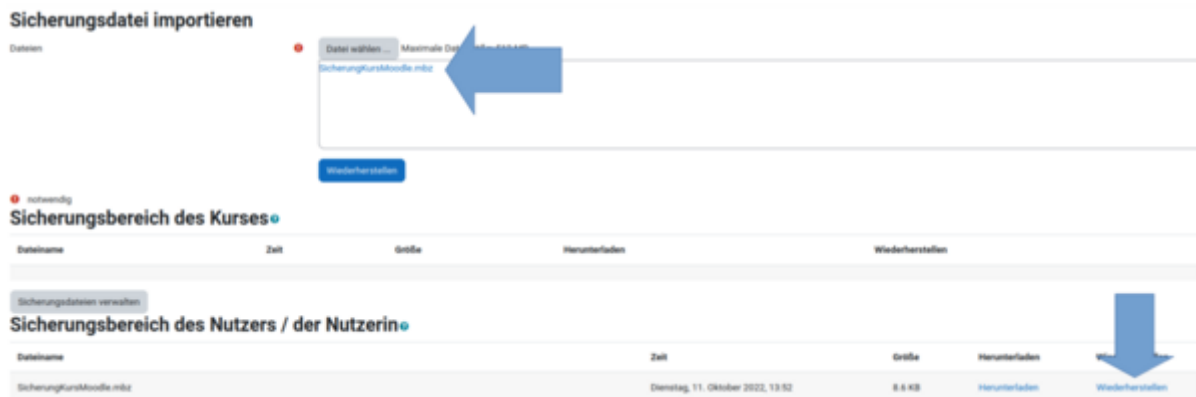 Sicherungsdatei importieren
Dateien
Datei wählen ... Maximale
SicherungKursMoodle.mbz
Wiederherstellen
notwendig
Sicherungsbereich des Kurses
Dateiname Zeit Größe Herunterladen Wiederherstellen
Sicherungsdateien verwalten
Sicherungsbereich des Nutzers / der Nutzerin
Dateiname Zeit Größe Herunterladen
SicherungKursMoodle.mbz Dienstag, 11. Oktober 2022, 13:52 8.6 KB Herunterladen Wiederherstellen